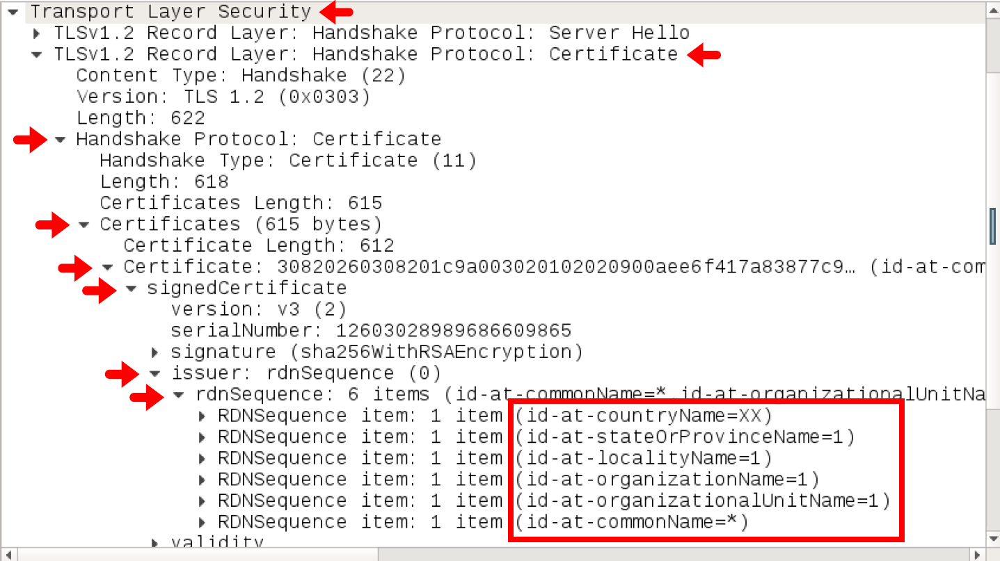 Transport Layer Security
TLSv1.2 Record Layer: Handshake Protocol: Server Hello
TLSv1.2 Record Layer: Handshake Protocol: Certificate
Content Type: Handshake (22)
Version: TLS 1.2 (0x0303)
Length: 622
Handshake Protocol: Certificate
Handshake Type: Certificate (11)
Length: 618
Certificates Length: 615
Certificates (615 bytes)
Certificate Length: 612
Certificate: 30820260308201c9a003020102020900aee6f417a83877c9… (id-at-com
signedCertificate
version: v3 (2)
serialNumber: 12603028989686609865
signature (sha256WithRSAEncryption)
issuer: rdnSequence (0)
rdnSequence: 6 items (id-at-commonName=*,id-at-organizationalUnitNa
RDNSequence item: 1 item (id-at-countryName=XX)
RDNSequence item: 1 item (id-at-stateOrProvinceName=1)
RDNSequence item: 1 item (id-at-localityName=1)
RDNSequence item: 1 item (id-at-organizationName=1)
RDNSequence item: 1 item (id-at-organizationalUnitName=1)
RDNSequence item: 1 item (id-at-commonName=*)
validity